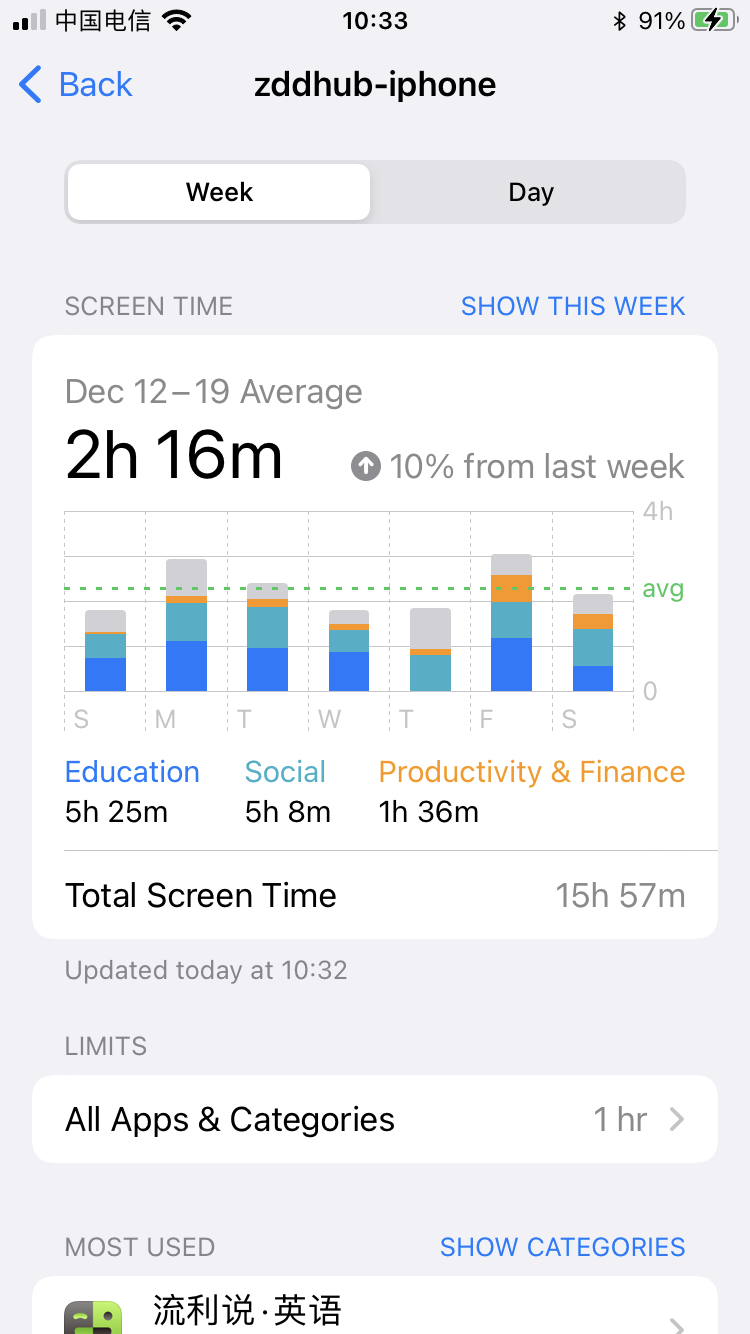 中国电信 10:33 91%
Back zddhub-iphone
Week Day
SCREEN TIME SHOW THIS WEEK
Dec 12–19 Average
2h 16m 10% from last week
4h
avg
0
S M T W T F S
Education Social Productivity & Finance
5h 25m 5h 8m 1h 36m
Total Screen Time 15h 57m
Updated today at 10:32
LIMITS
All Apps & Categories 1 hr
MOST USED SHOW CATEGORIES
流利说·英语